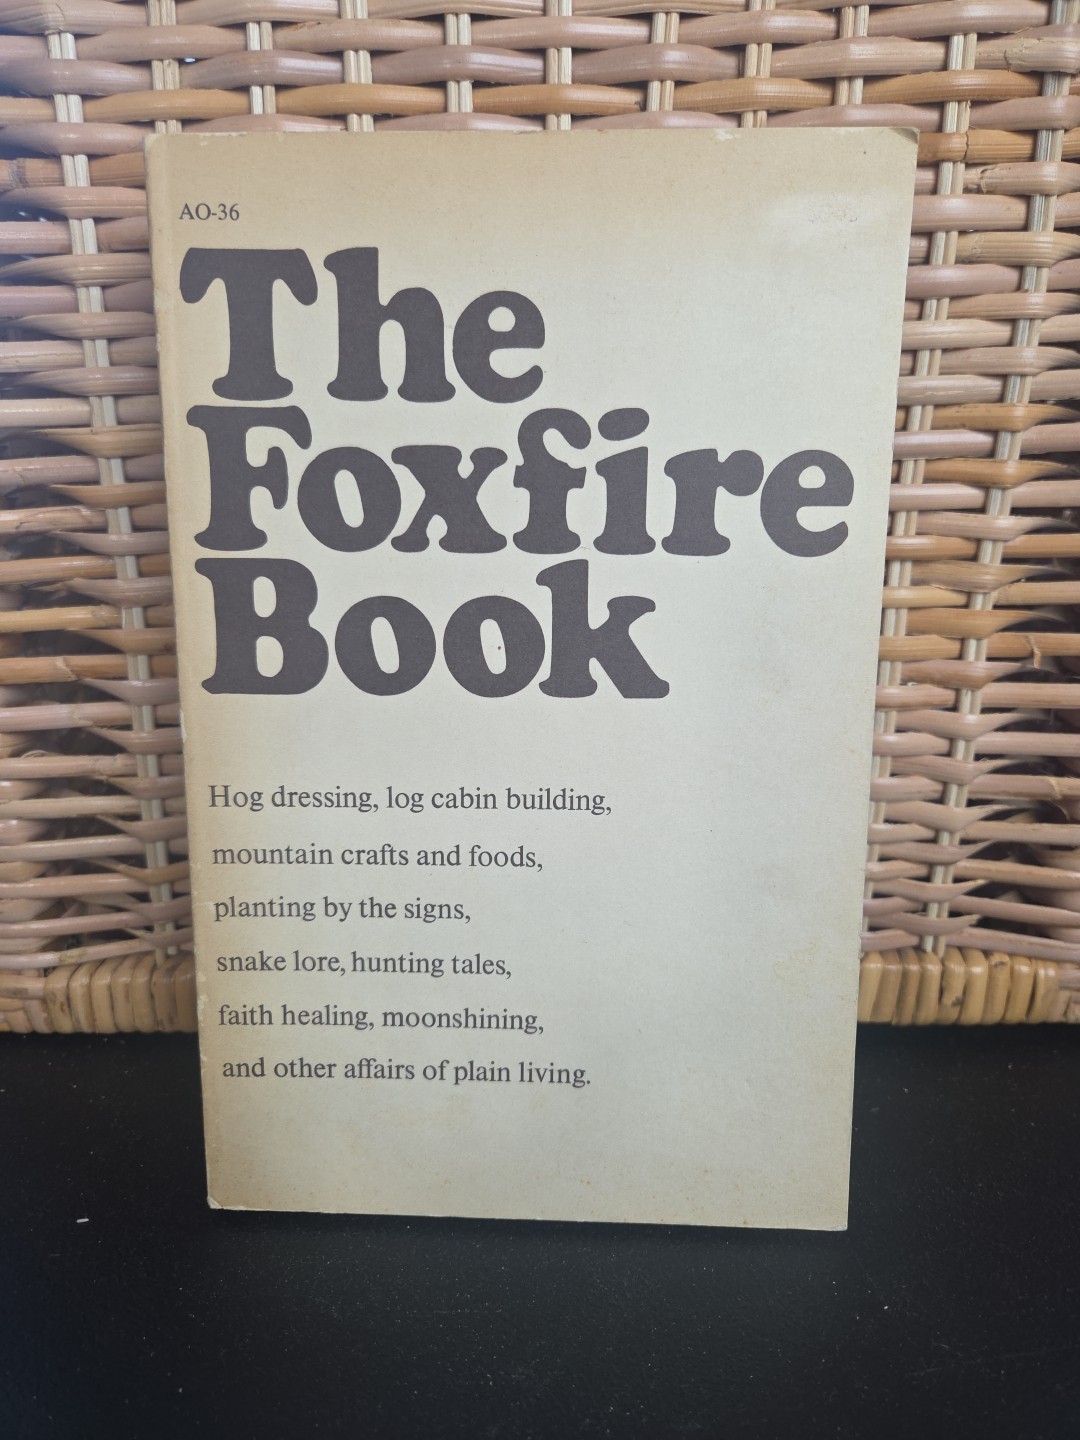 AO-36
The
Foxfire
Book
Hog dressing, log cabin building,
mountain crafts and foods,
planting by the signs,
snake lore, hunting tales,
faith healing, moonshining,
and other affairs of plain living.